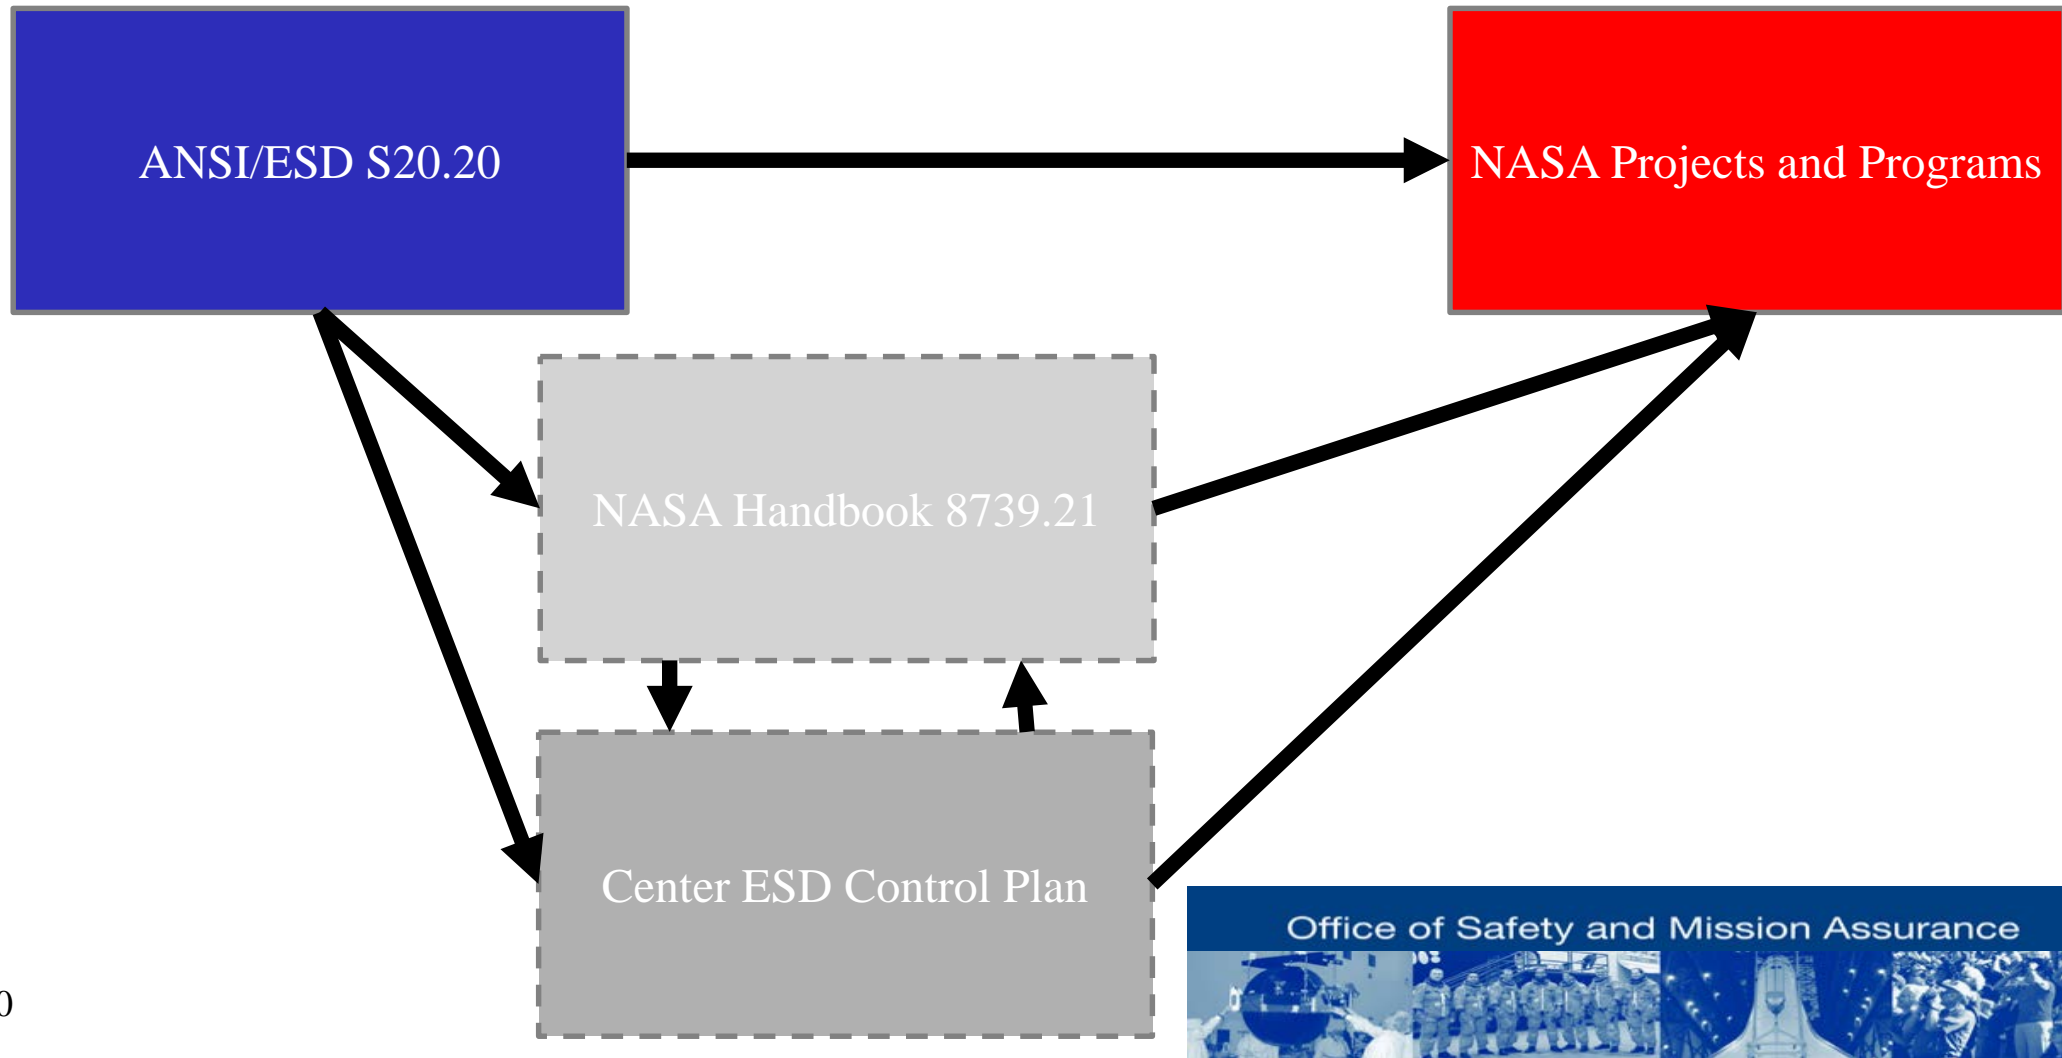 ANSI/ESD S20.20
NASA Projects and Programs
NASA Handbook 8739.21
Center ESD Control Plan
Office of Safety and Mission Assurance
0